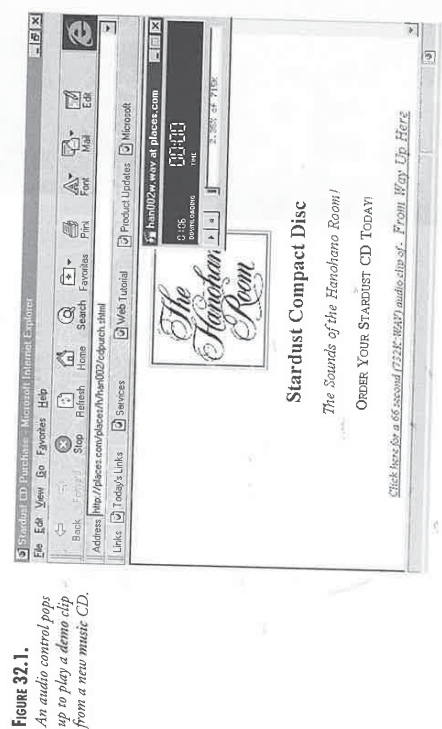 FIGURE 32.1.
An audio control pops
up to play a demo clip
from a new music CD.
Stardust CD Purchase - Microsoft Internet Explorer
File Edit View Go Favorites Help
Back Forward Stop Refresh Home Search Favorites Print Font Mail Edit
Address http://places.com/places/h/han002/cdpurch.shtml
Links Today's Links Services Web Tutorial Product Updates Microsoft
han002w.wav at places.com
0:06 00:00
DOWNLOADING TIME
The
Hanohano
Room
Stardust Compact Disc
The Sounds of the Hanohano Room!
ORDER YOUR STARDUST CD TODAY!
Click here for a 66 second (732K-WAV) audio clip of - From Way Up Here